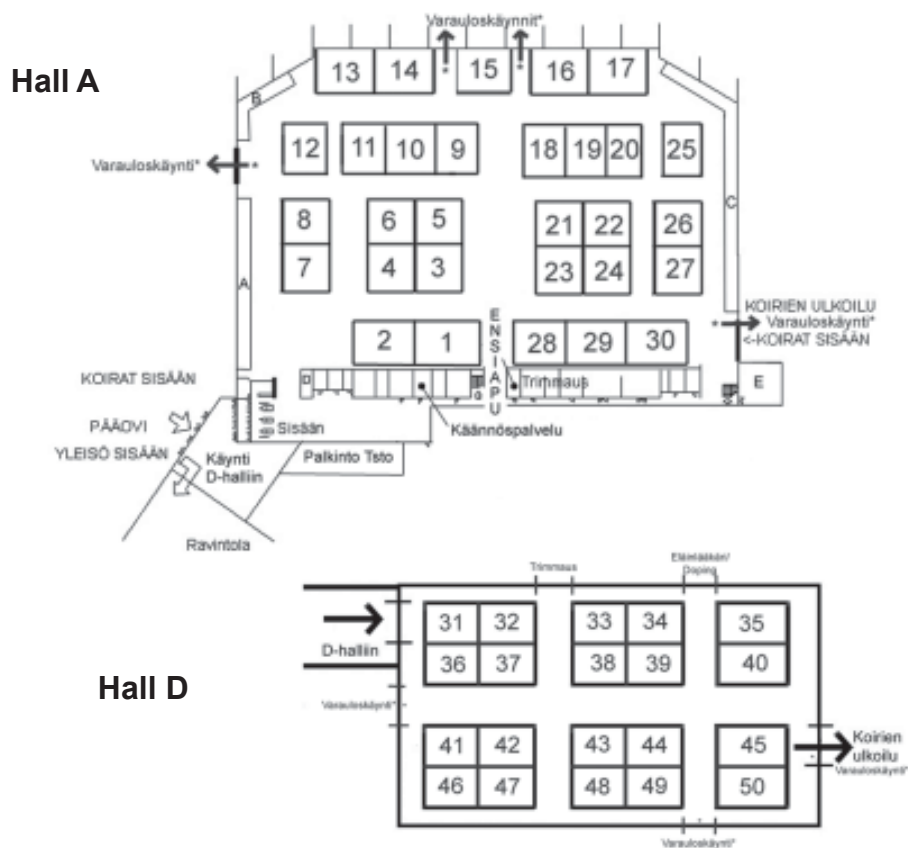 Varauloskäynnit*
Hall A
13 14 15 16 17
B
12 11 10 9 18 19 20 25
Varauloskäynti*
8 6 5 21 22 26
C
7 4 3 23 24 27
A
KOIRIEN ULKOILU
Varauloskäynti*
<-KOIRAT SISÄÄN
2 1 28 29 30
ENSIAPU
KOIRAT SISÄÄN
D
Trimmaus
E
PÄÄOVI
Sisään
Käännöspalvelu
YLEISÖ SISÄÄN
Käynti
D-halliin
Palkinto Tsto
Ravintola
Trimmaus
Eläinlääkäri/
Doping
31 32 33 34 35
D-halliin
36 37 38 39 40
Hall D
Varauloskäynti*
41 42 43 44 45
Koirien
ulkoilu
Varauloskäynti*
46 47 48 49 50
Varauloskäynti*